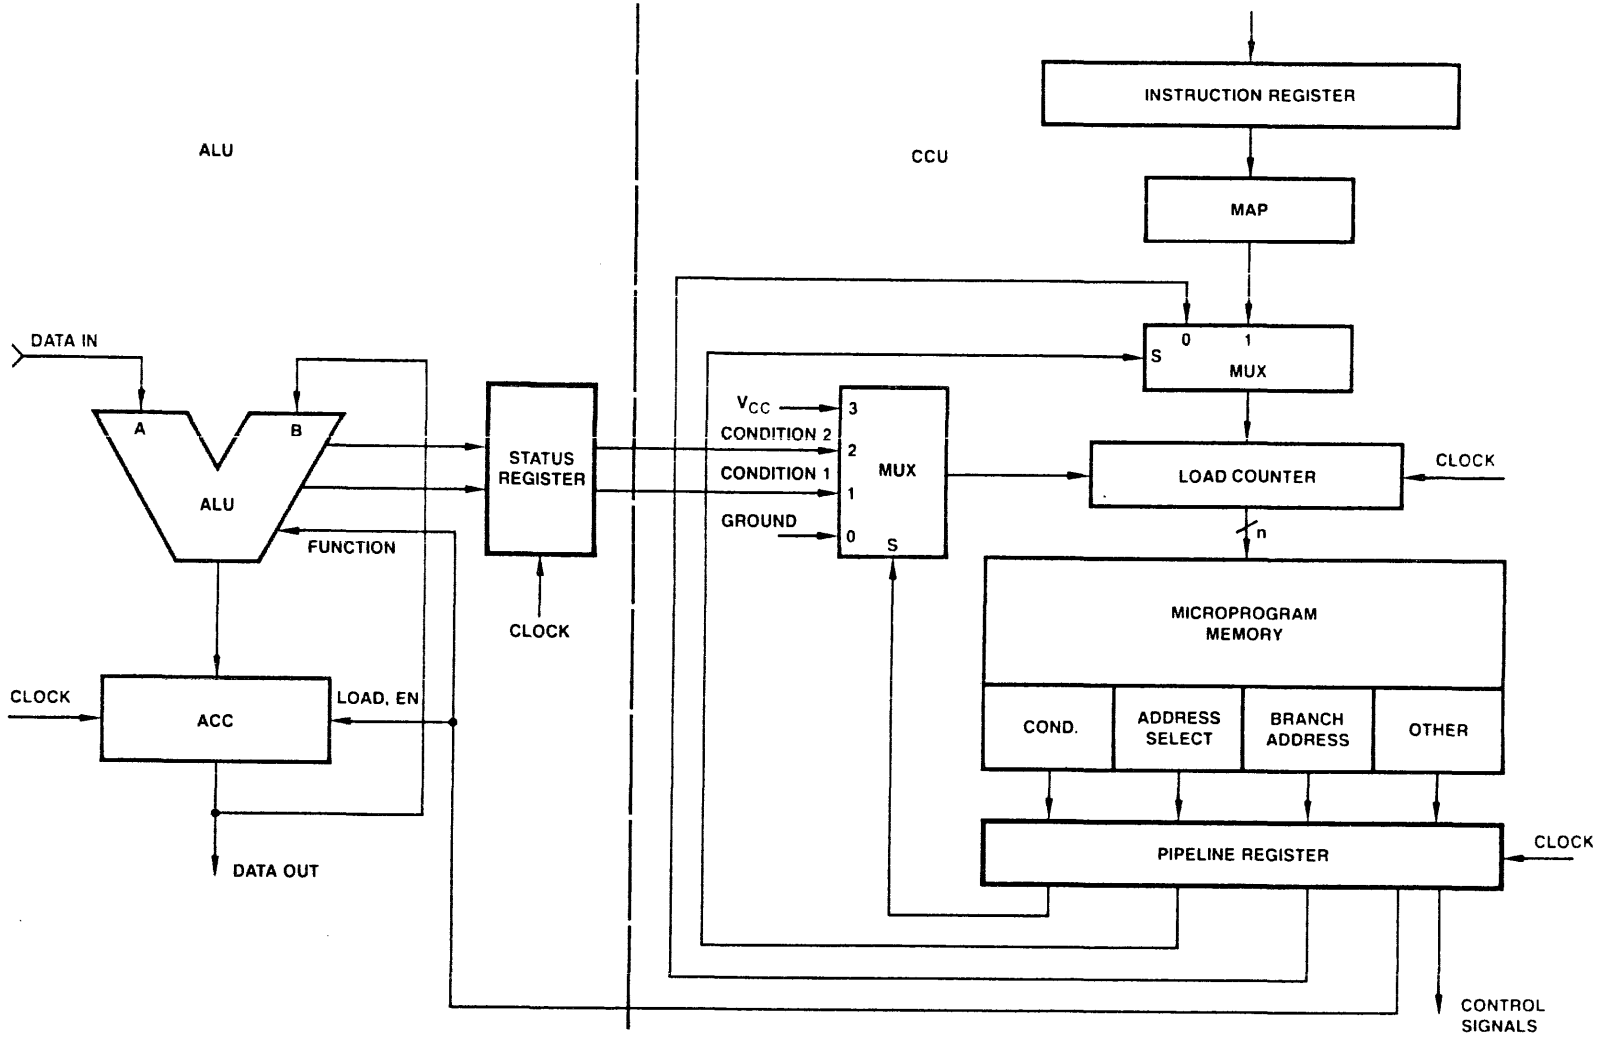 INSTRUCTION REGISTER
ALU
CCU
MAP
DATA IN
0 1
S
MUX
A
B
ALU
FUNCTION
STATUS
REGISTER
CLOCK
VCC
CONDITION 2
CONDITION 1
GROUND
3
2
1
0
MUX
S
LOAD COUNTER
CLOCK
n
MICROPROGRAM
MEMORY
COND.
ADDRESS
SELECT
BRANCH
ADDRESS
OTHER
CLOCK
ACC
LOAD, EN
DATA OUT
PIPELINE REGISTER
CLOCK
CONTROL
SIGNALS